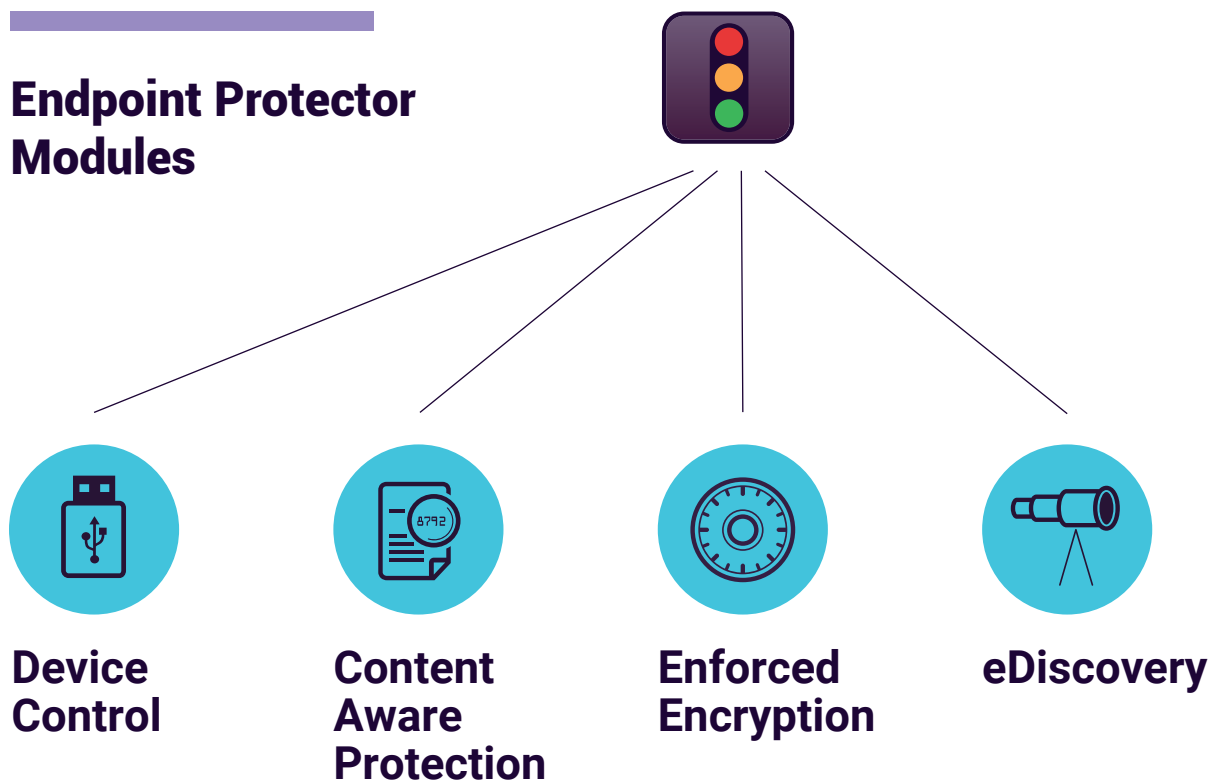 Endpoint Protector
Modules
8792
Device
Control
Content
Aware
Protection
Enforced
Encryption
eDiscovery